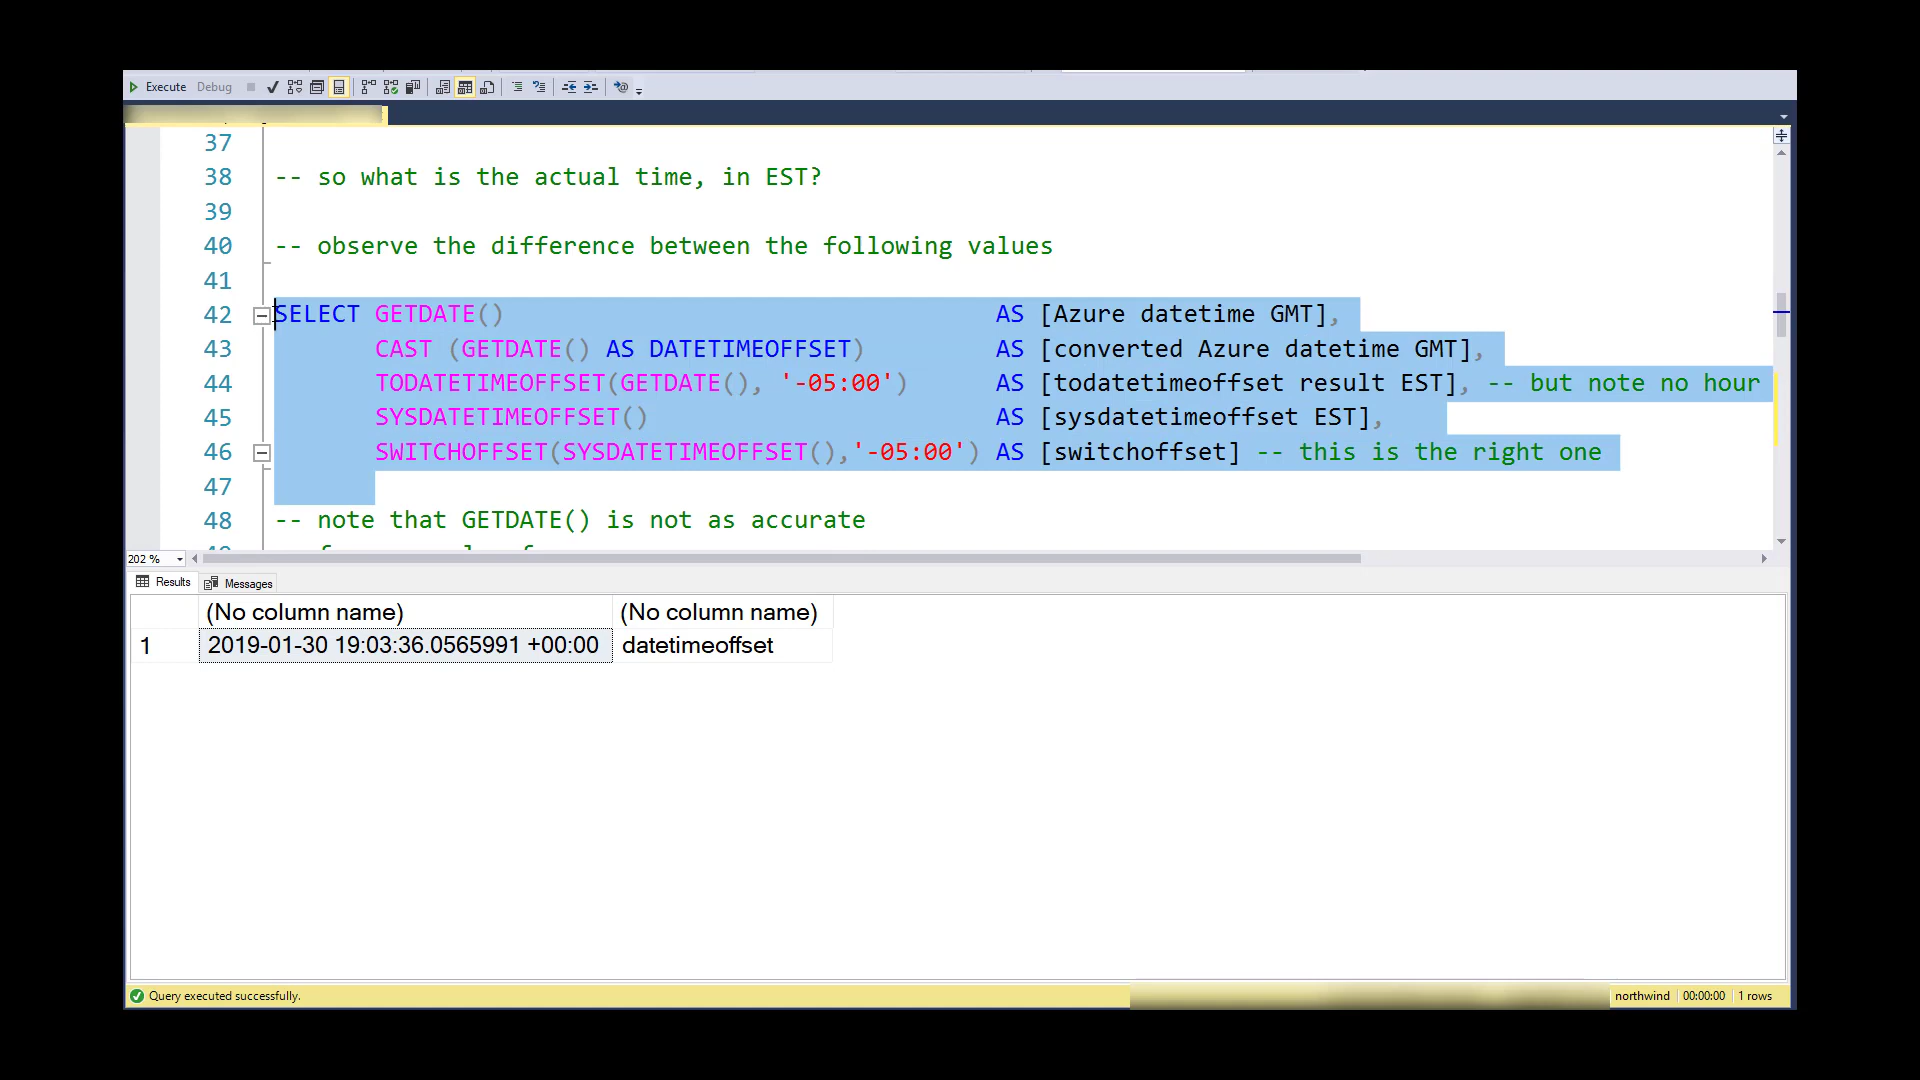 Execute Debug
37
38 -- so what is the actual time, in EST?
39
40 -- observe the difference between the following values
41
42 SELECT GETDATE() AS [Azure datetime GMT],
43 CAST (GETDATE() AS DATETIMEOFFSET) AS [converted Azure datetime GMT],
44 TODATETIMEOFFSET(GETDATE(), '-05:00') AS [todatetimeoffset result EST], -- but note no hour
45 SYSDATETIMEOFFSET() AS [sysdatetimeoffset EST],
46 SWITCHOFFSET(SYSDATETIMEOFFSET(),'-05:00') AS [switchoffset] -- this is the right one
47
48 -- note that GETDATE() is not as accurate
202 %
Results Messages
(No column name) (No column name)
1 2019-01-30 19:03:36.0565991 +00:00 datetimeoffset
Query executed successfully. northwind 00:00:00 1 rows